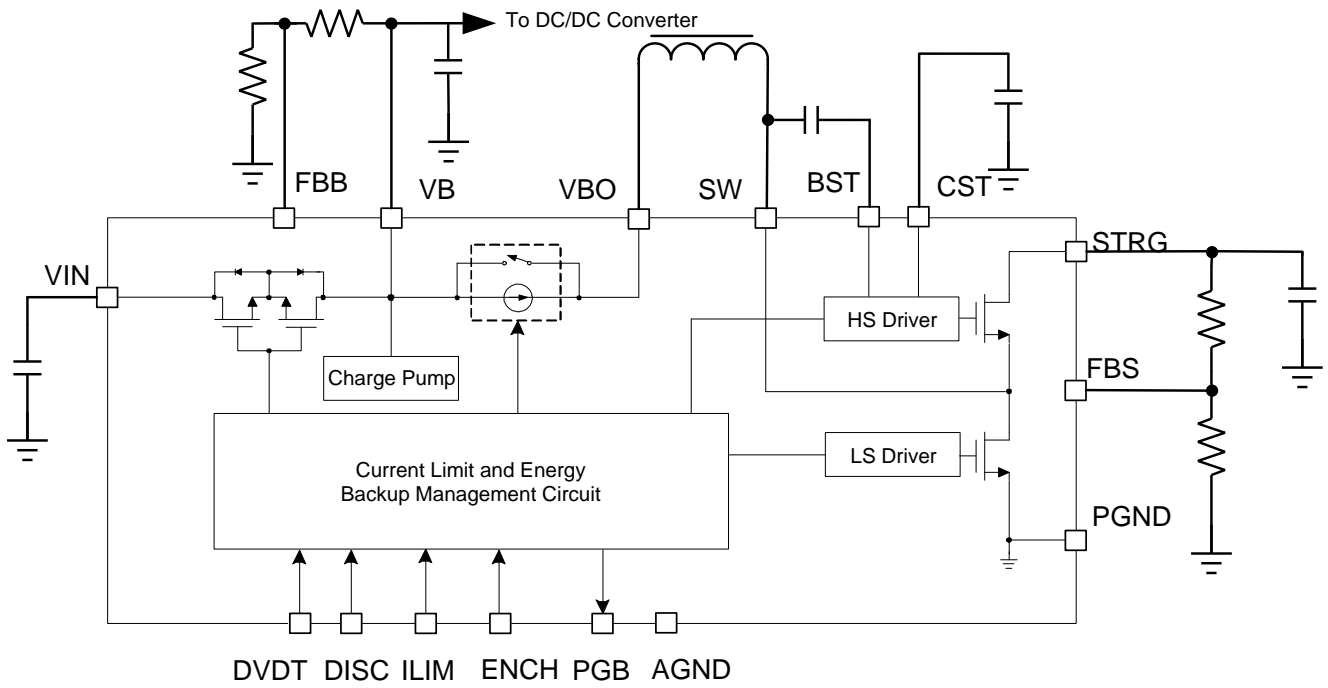 To DC/DC Converter
FBB
VB
VBO
SW
BST
CST
STRG
VIN
HS Driver
Charge Pump
FBS
Current Limit and Energy
Backup Management Circuit
LS Driver
PGND
DVDT
DISC
ILIM
ENCH
PGB
AGND